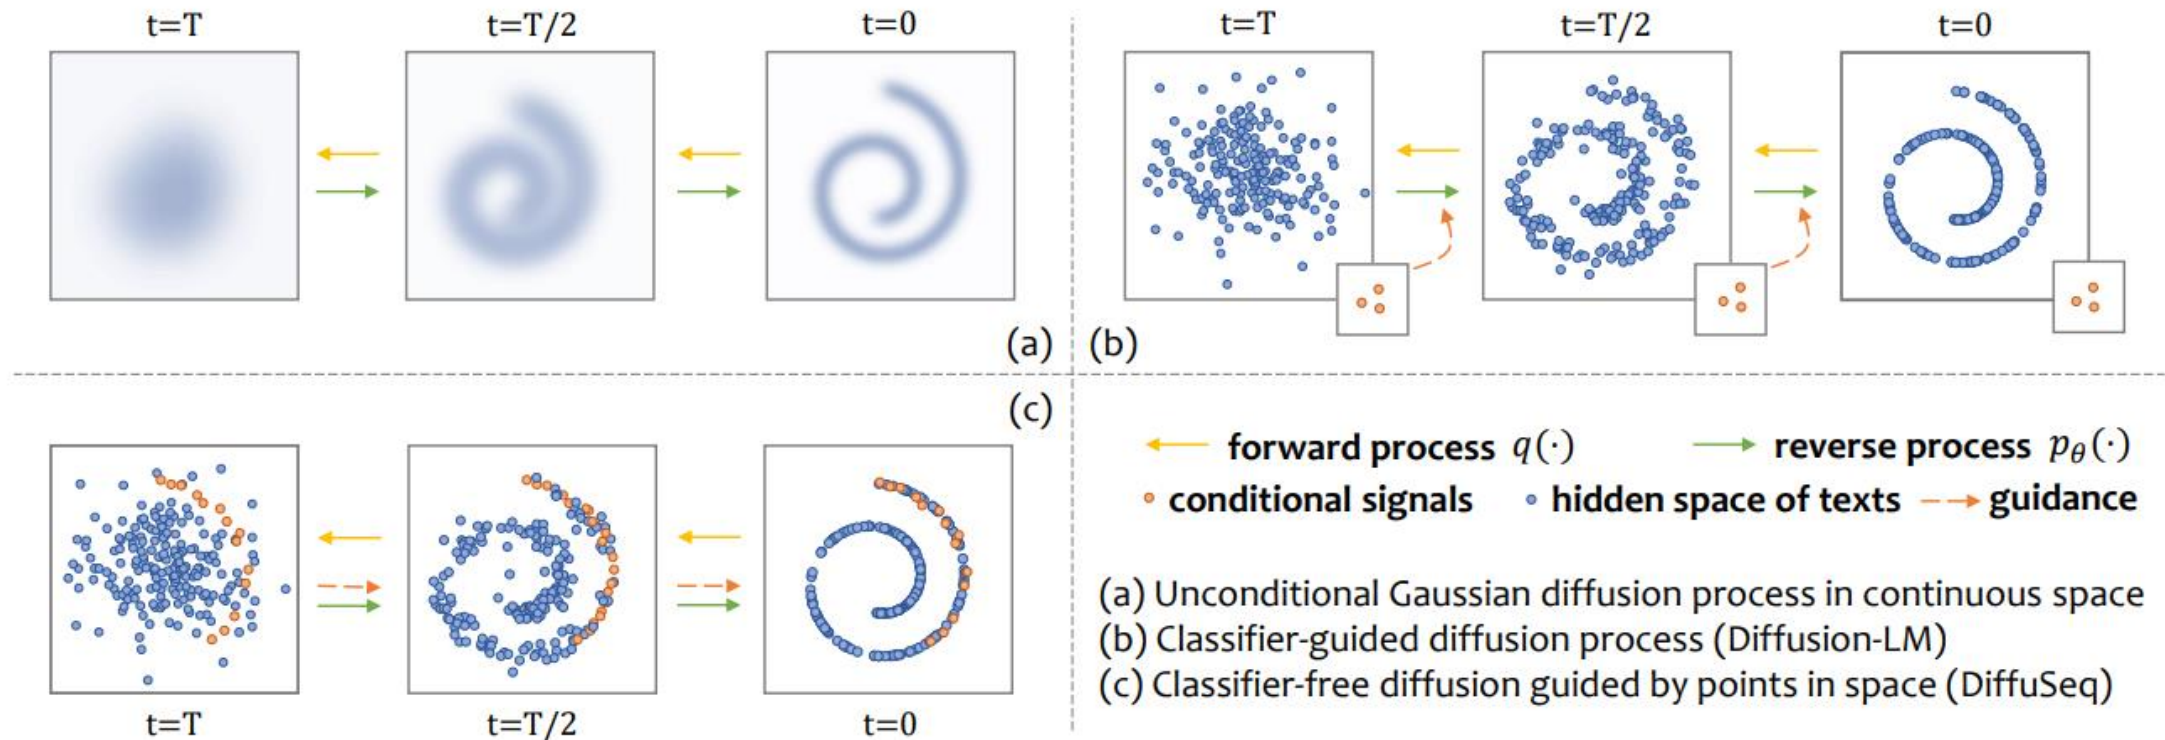 t=T
t=T/2
t=0
(a)
t=T
t=T/2
t=0
(b)
(c)
t=T
t=T/2
t=0
forward process q(·)
reverse process pθ(·)
conditional signals
hidden space of texts
guidance
(a) Unconditional Gaussian diffusion process in continuous space
(b) Classifier-guided diffusion process (Diffusion-LM)
(c) Classifier-free diffusion guided by points in space (DiffuSeq)